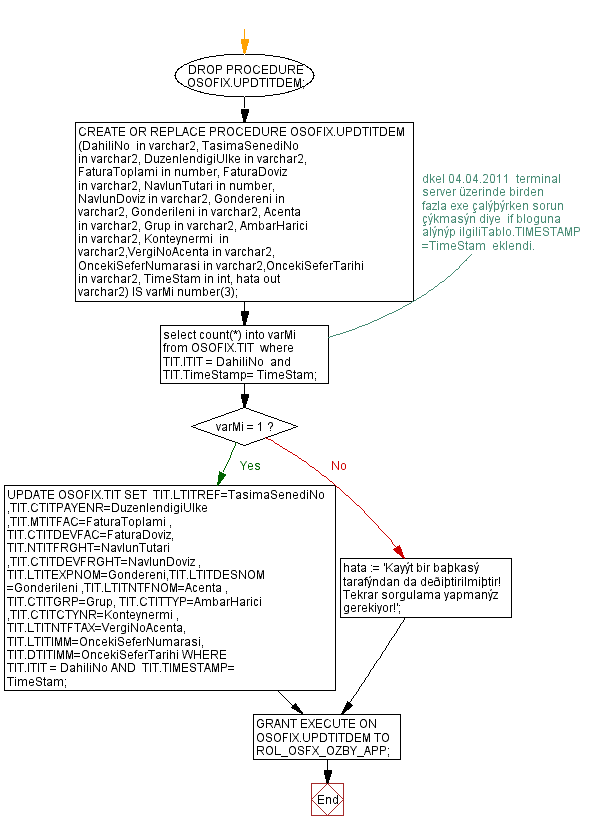 DROP PROCEDURE
OSOFIX.UPDTITDEM;
CREATE OR REPLACE PROCEDURE OSOFIX.UPDTITDEM
(DahiliNo in varchar2, TasimaSenediNo
in varchar2, DuzenlendigiUlke in varchar2,
FaturaToplami in number, FaturaDoviz
in varchar2, NavlunTutari in number,
NavlunDoviz in varchar2, Gondereni in
varchar2, Gonderileni in varchar2, Acenta
in varchar2, Grup in varchar2, AmbarHarici
in varchar2, Konteynermi in
varchar2,VergiNoAcenta in varchar2,
OncekiSeferNumarasi in varchar2,OncekiSeferTarihi
in varchar2, TimeStam in int, hata out
varchar2) IS varMi number(3);
dkel 04.04.2011 terminal
server üzerinde birden
fazla exe çalýþýrken sorun
çýkmasýn diye if bloguna
alýnýp ilgiliTablo.TIMESTAMP
=TimeStam eklendi.
select count(*) into varMi
from OSOFIX.TIT where
TIT.ITIT = DahiliNo and
TIT.TimeStamp= TimeStam;
varMi = 1 ?
Yes
No
UPDATE OSOFIX.TIT SET TIT.LTITREF=TasimaSenediNo
,TIT.CTITPAYENR=DuzenlendigiUlke
,TIT.MTITFAC=FaturaToplami ,
TIT.CTITDEVFAC=FaturaDoviz,
TIT.NTITFRGHT=NavlunTutari
,TIT.CTITDEVFRGHT=NavlunDoviz ,
TIT.LTITEXPNOM=Gondereni,TIT.LTITDESNOM
=Gonderileni ,TIT.LTITNTFNOM=Acenta ,
TIT.CTITGRP=Grup, TIT.CTITTYP=AmbarHarici
,TIT.CTITCTYNR=Konteynermi ,
TIT.LTITNTFTAX=VergiNoAcenta,
TIT.LTITIMM=OncekiSeferNumarasi,
TIT.DTITIMM=OncekiSeferTarihi WHERE
TIT.ITIT = DahiliNo AND TIT.TIMESTAMP=
TimeStam;
hata := 'Kayýt bir baþkasý
tarafýndan da deðiþtirilmiþtir!
Tekrar sorgulama yapmanýz
gerekiyor!';
GRANT EXECUTE ON
OSOFIX.UPDTITDEM TO
ROL_OSFX_OZBY_APP;
End